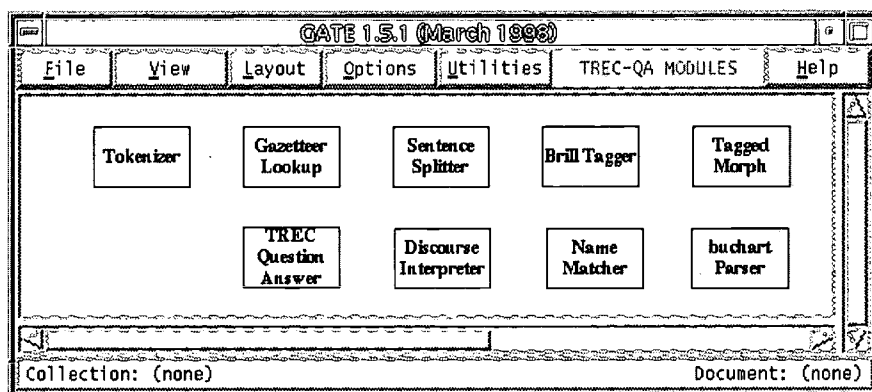 GATE 1.5.1 (March 1998)
File View Layout Options Utilities TREC-QA MODULES Help
Tokenizer
Gazetteer
Lookup
Sentence
Splitter
Brill Tagger
Tagged
Morph
TREC
Question
Answer
Discourse
Interpreter
Name
Matcher
buchart
Parser
Collection: (none) Document: (none)